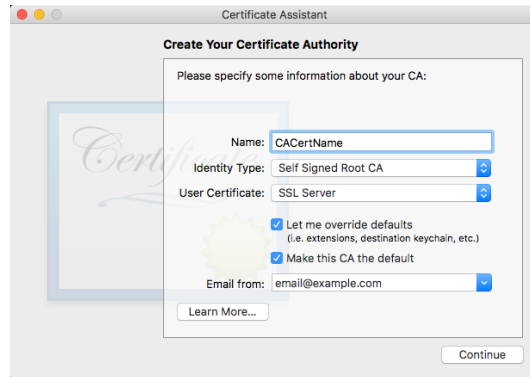 Certificate Assistant
Create Your Certificate Authority
Please specify some information about your CA:
Certificate
Name: CACertName
Identity Type: Self Signed Root CA
User Certificate: SSL Server
Let me override defaults
(i.e. extensions, destination keychain, etc.)
Make this CA the default
Email from: email@example.com
Learn More...
Continue